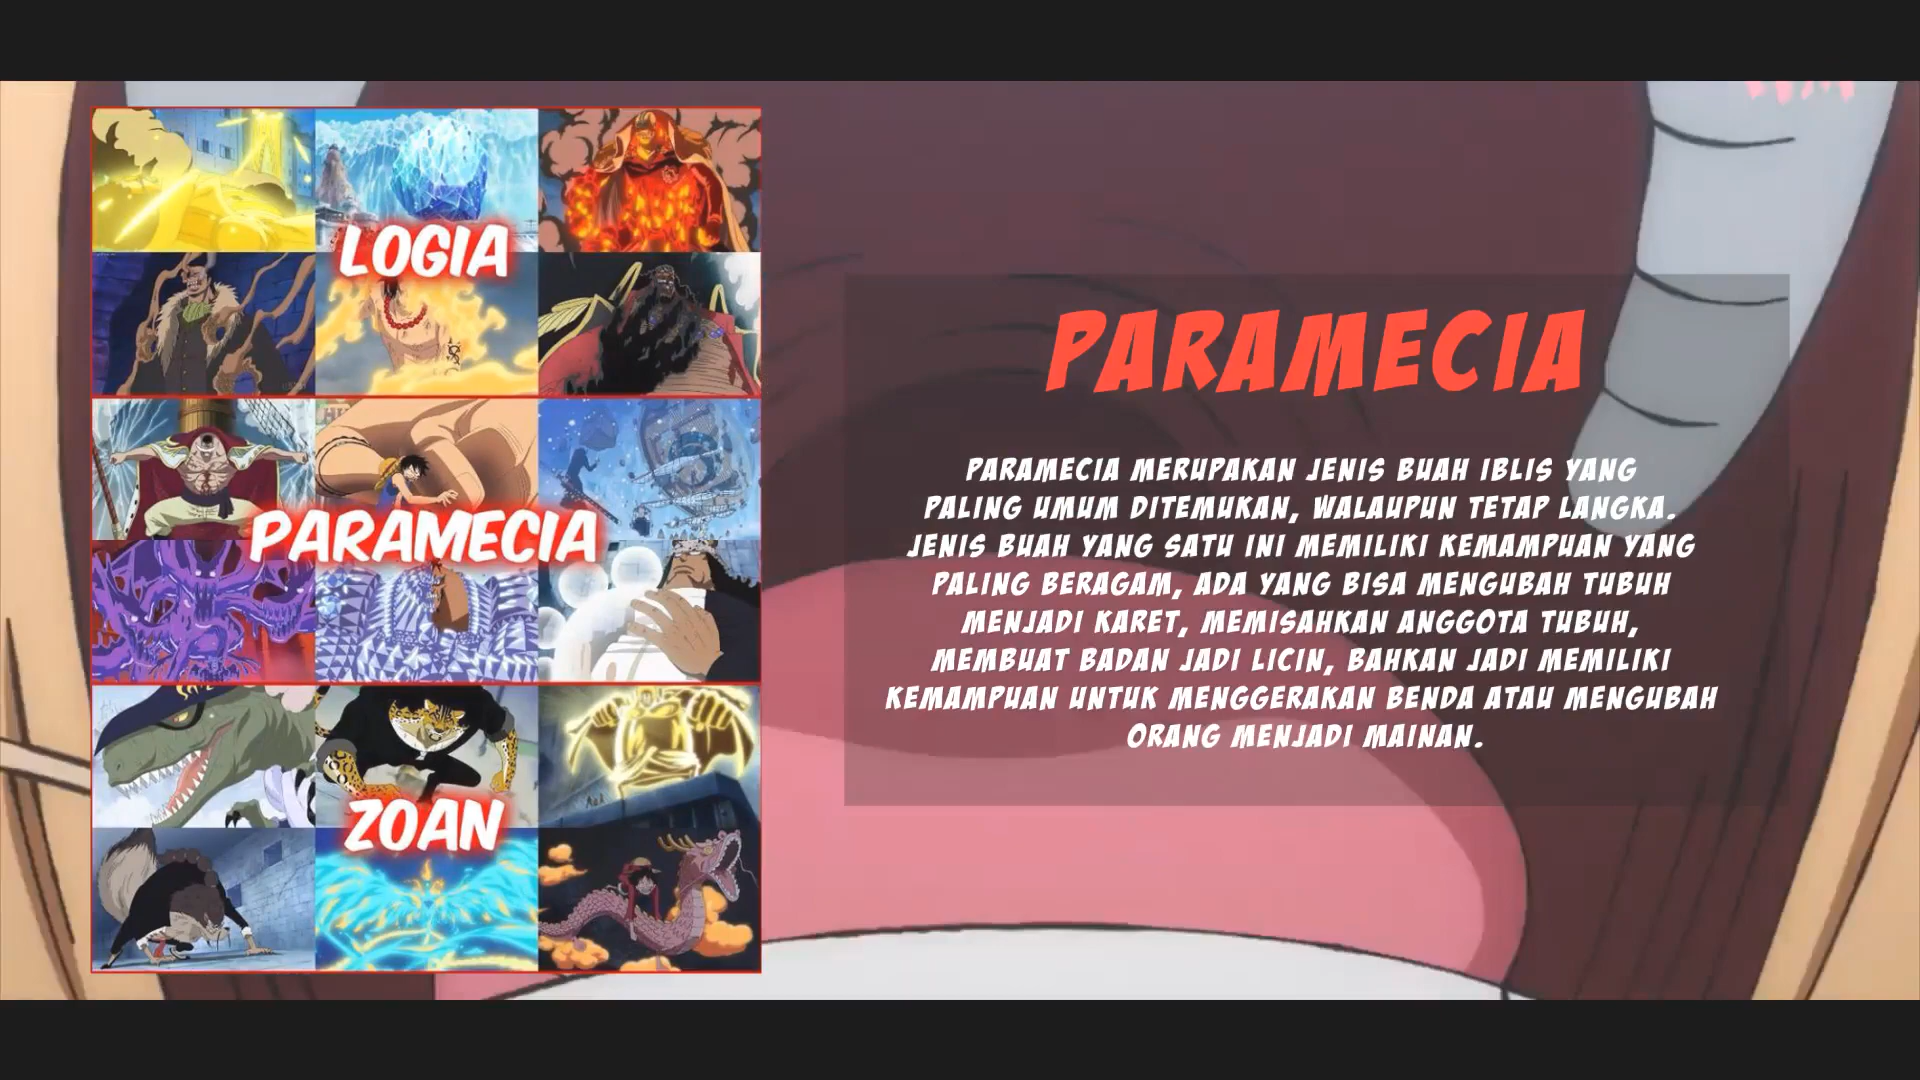 LOGIA
PARAMECIA
ZOAN
PARAMECIA
PARAMECIA MERUPAKAN JENIS BUAH IBLIS YANG
PALING UMUM DITEMUKAN, WALAUPUN TETAP LANGKA.
JENIS BUAH YANG SATU INI MEMILIKI KEMAMPUAN YANG
PALING BERAGAM, ADA YANG BISA MENGUBAH TUBUH
MENJADI KARET, MEMISAHKAN ANGGOTA TUBUH,
MEMBUAT BADAN JADI LICIN, BAHKAN JADI MEMILIKI
KEMAMPUAN UNTUK MENGGERAKAN BENDA ATAU MENGUBAH
ORANG MENJADI MAINAN.